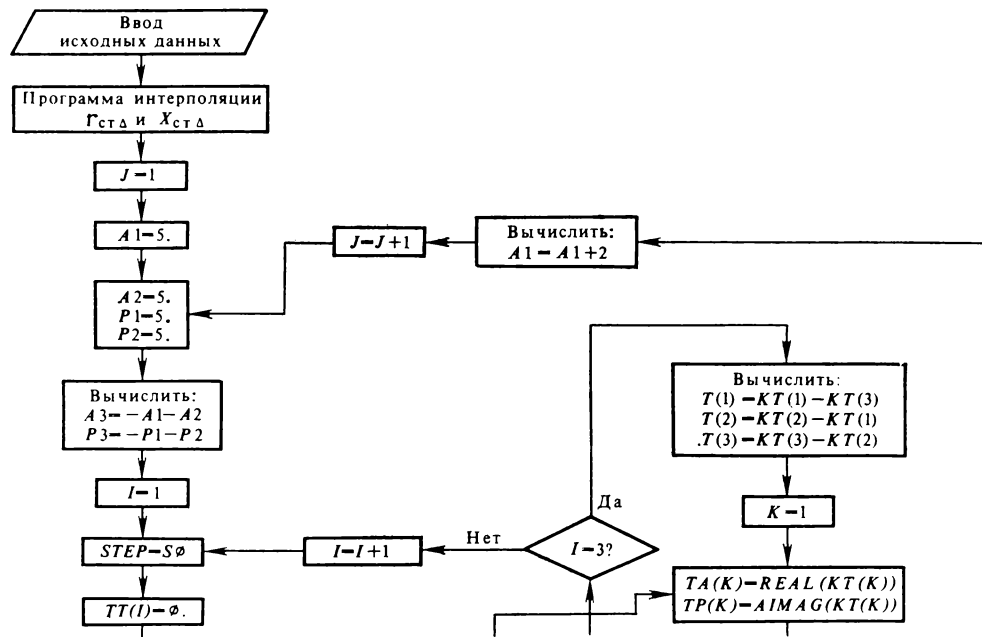 Ввод
исходных данных
Программа интерполяции
rстΔ и XстΔ
J=1
A1=5.
A2=5.
P1=5.
P2=5.
Вычислить:
A3=−A1−A2
P3=−P1−P2
I=1
STEP=SØ
TT(I)=Ø.
J=J+1
Вычислить:
A1=A1+2
I=I+1
Нет
I=3?
Да
Вычислить:
T(1)=KT(1)−KT(3)
T(2)=KT(2)−KT(1)
.T(3)=KT(3)−KT(2)
K=1
TA(K)=REAL(KT(K))
TP(K)=AIMAG(KT(K))